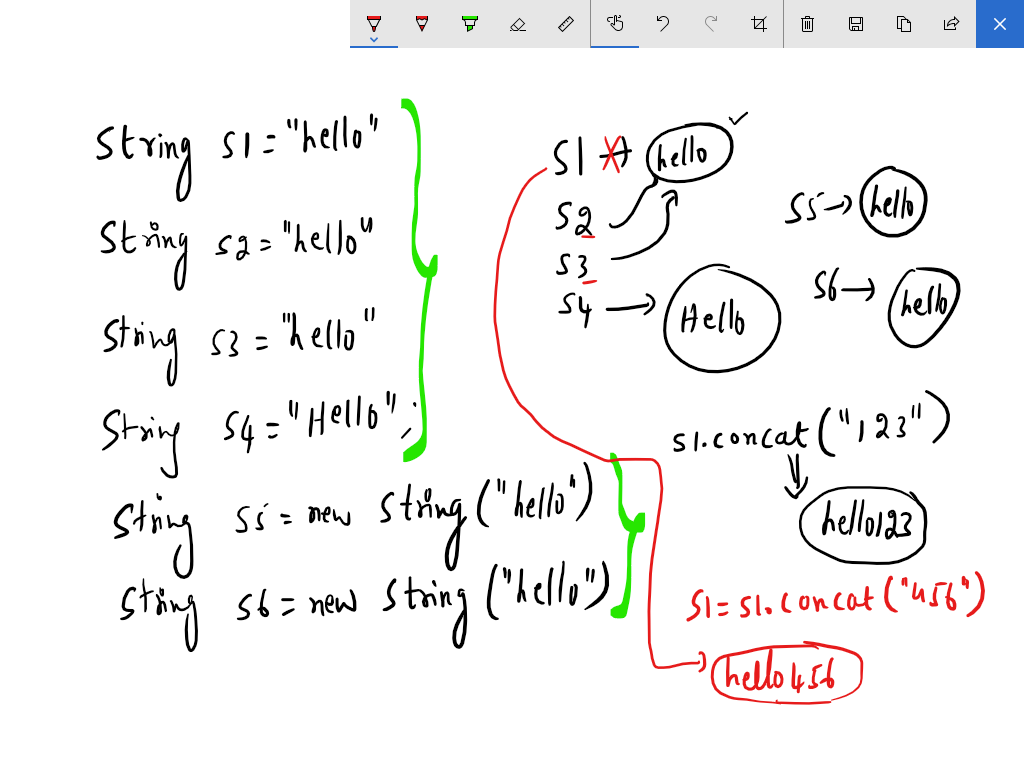 String s1 = "hello"
String s2 = "hello"
String s3 = "hello"
String s4 = "Hello";
String s5 = new String("hello")
String s6 = new String("hello")
s1 → hello
s2
s3
s4 → Hello
s5 → hello
s6 → hello
s1.concat("123")
hello123
s1 = s1.concat("456")
hello456